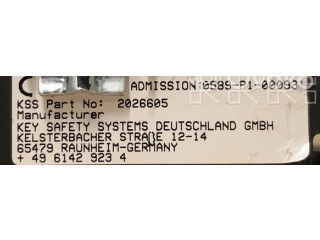 ADMISSION:0589-P1-00093
KSS Part No: 2026605
Manufacturer
KEY SAFETY SYSTEMS DEUTSCHLAND GMBH
KELSTERBACHER STRAßE 12-14
65479 RAUNHEIM-GERMANY
+ 49 6142 923 4